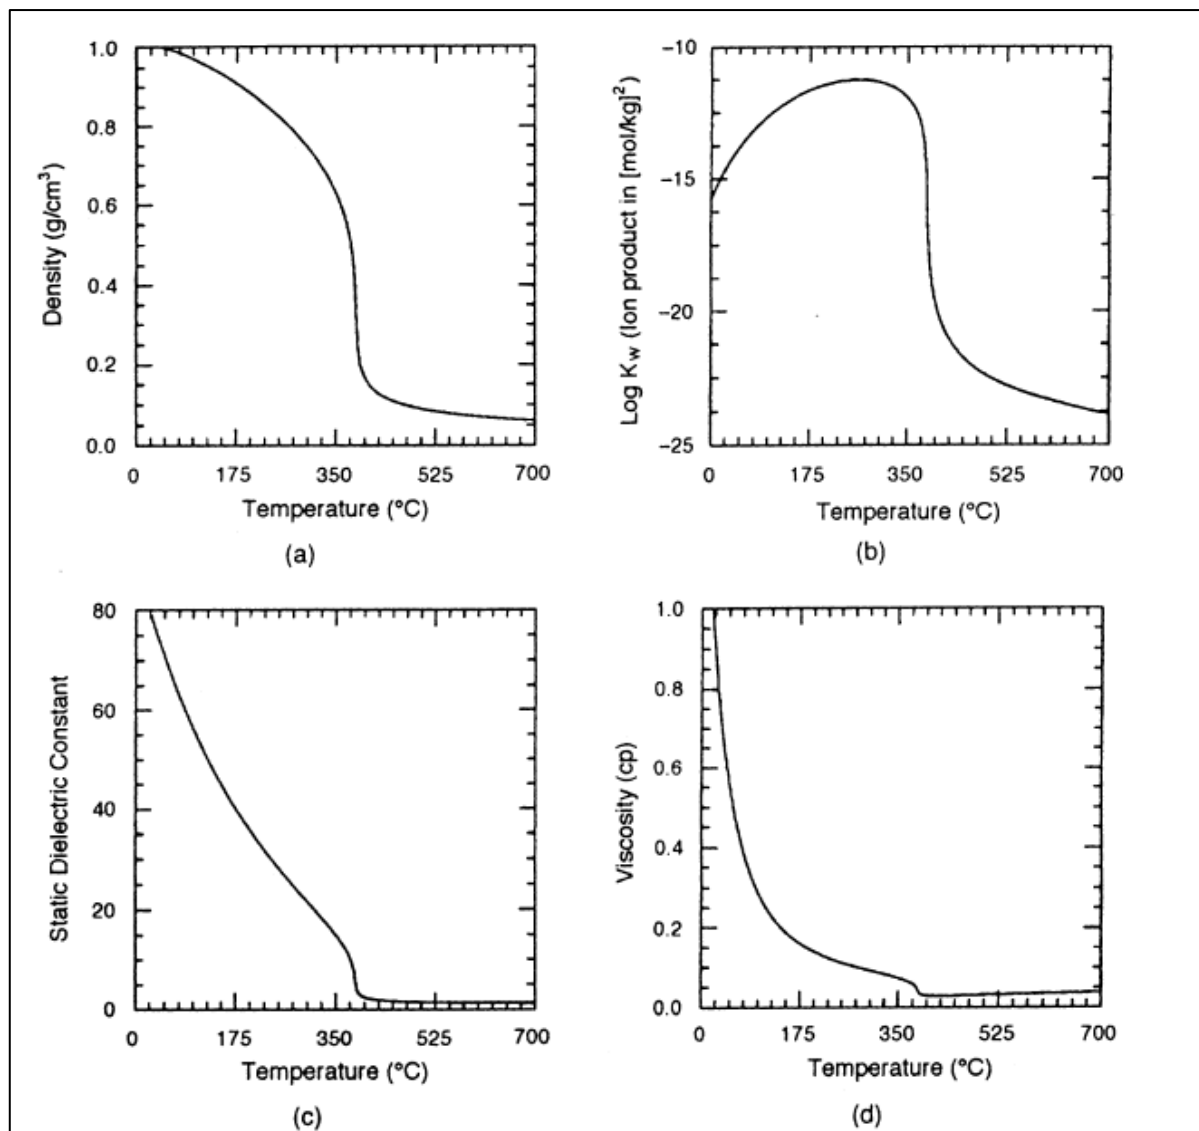 1.0
0.8
0.6
0.4
0.2
0.0
Density (g/cm³)
0 175 350 525 700
Temperature (°C)
(a)
−10
−15
−20
−25
Log K_w (Ion product in [mol/kg]²)
0 175 350 525 700
Temperature (°C)
(b)
80
60
40
20
0
Static Dielectric Constant
0 175 350 525 700
Temperature (°C)
(c)
1.0
0.8
0.6
0.4
0.2
0.0
Viscosity (cp)
0 175 350 525 700
Temperature (°C)
(d)